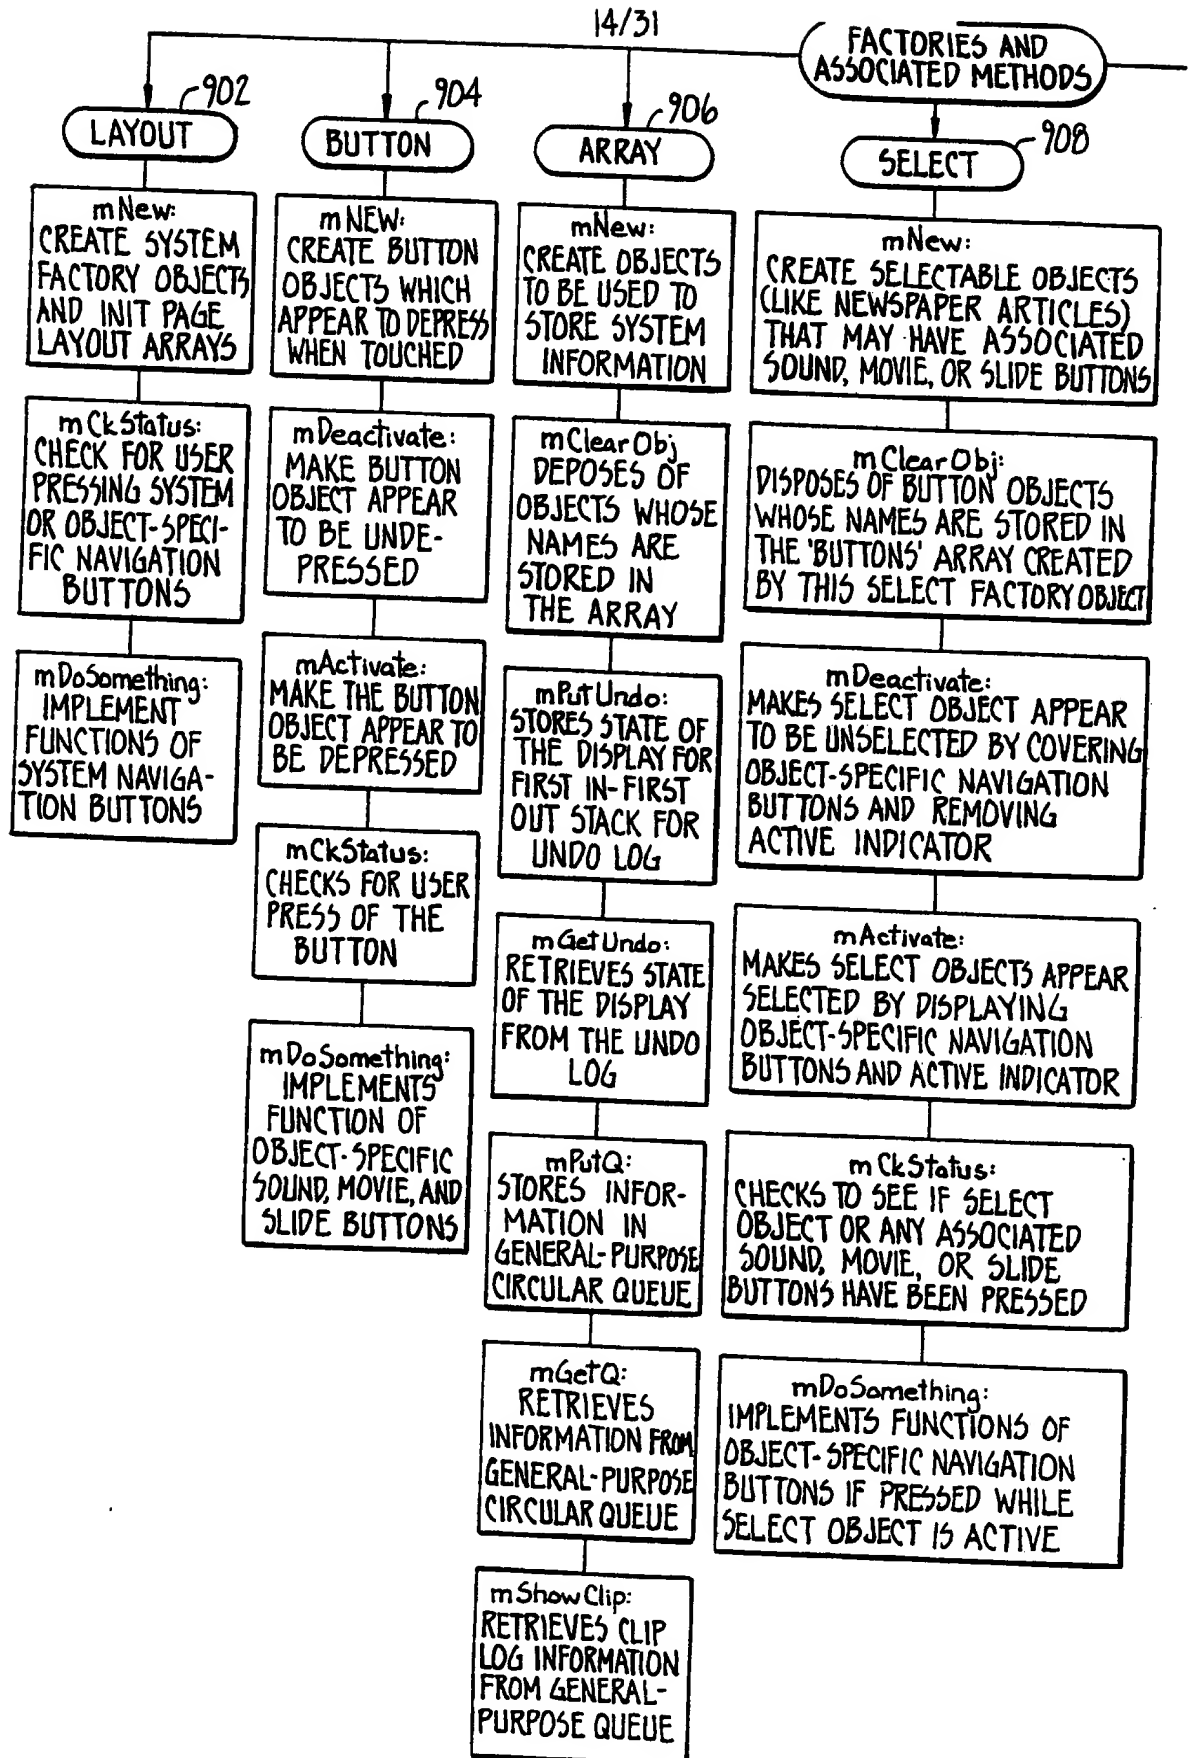 14/31
FACTORIES AND
ASSOCIATED METHODS
902
LAYOUT
mNew:
CREATE SYSTEM
FACTORY OBJECTS
AND INIT PAGE
LAYOUT ARRAYS
mCkStatus:
CHECK FOR USER
PRESSING SYSTEM
OR OBJECT-SPECI-
FIC NAVIGATION
BUTTONS
mDoSomething:
IMPLEMENT
FUNCTIONS OF
SYSTEM NAVIGA-
TION BUTTONS
904
BUTTON
mNEW:
CREATE BUTTON
OBJECTS WHICH
APPEAR TO DEPRESS
WHEN TOUCHED
mDeactivate:
MAKE BUTTON
OBJECT APPEAR
TO BE UNDE-
PRESSED
mActivate:
MAKE THE BUTTON
OBJECT APPEAR TO
BE DEPRESSED
mCkStatus:
CHECKS FOR USER
PRESS OF THE
BUTTON
mDoSomething:
IMPLEMENTS
FUNCTION OF
OBJECT-SPECIFIC
SOUND, MOVIE, AND
SLIDE BUTTONS
906
ARRAY
mNew:
CREATE OBJECTS
TO BE USED TO
STORE SYSTEM
INFORMATION
mClearObj
DEPOSES OF
OBJECTS WHOSE
NAMES ARE
STORED IN
THE ARRAY
mPutUndo:
STORES STATE OF
THE DISPLAY FOR
FIRST IN-FIRST
OUT STACK FOR
UNDO LOG
mGetUndo:
RETRIEVES STATE
OF THE DISPLAY
FROM THE UNDO
LOG
mPutQ:
STORES INFOR-
MATION IN
GENERAL-PURPOSE
CIRCULAR QUEUE
mGetQ:
RETRIEVES
INFORMATION FROM
GENERAL-PURPOSE
CIRCULAR QUEUE
mShowClip:
RETRIEVES CLIP
LOG INFORMATION
FROM GENERAL-
PURPOSE QUEUE
908
SELECT
mNew:
CREATE SELECTABLE OBJECTS
(LIKE NEWSPAPER ARTICLES)
THAT MAY HAVE ASSOCIATED
SOUND, MOVIE, OR SLIDE BUTTONS
mClearObj:
DISPOSES OF BUTTON OBJECTS
WHOSE NAMES ARE STORED IN
THE 'BUTTONS' ARRAY CREATED
BY THIS SELECT FACTORY OBJECT
mDeactivate:
MAKES SELECT OBJECT APPEAR
TO BE UNSELECTED BY COVERING
OBJECT-SPECIFIC NAVIGATION
BUTTONS AND REMOVING
ACTIVE INDICATOR
mActivate:
MAKES SELECT OBJECTS APPEAR
SELECTED BY DISPLAYING
OBJECT-SPECIFIC NAVIGATION
BUTTONS AND ACTIVE INDICATOR
mCkStatus:
CHECKS TO SEE IF SELECT
OBJECT OR ANY ASSOCIATED
SOUND, MOVIE, OR SLIDE
BUTTONS HAVE BEEN PRESSED
mDoSomething:
IMPLEMENTS FUNCTIONS OF
OBJECT-SPECIFIC NAVIGATION
BUTTONS IF PRESSED WHILE
SELECT OBJECT IS ACTIVE